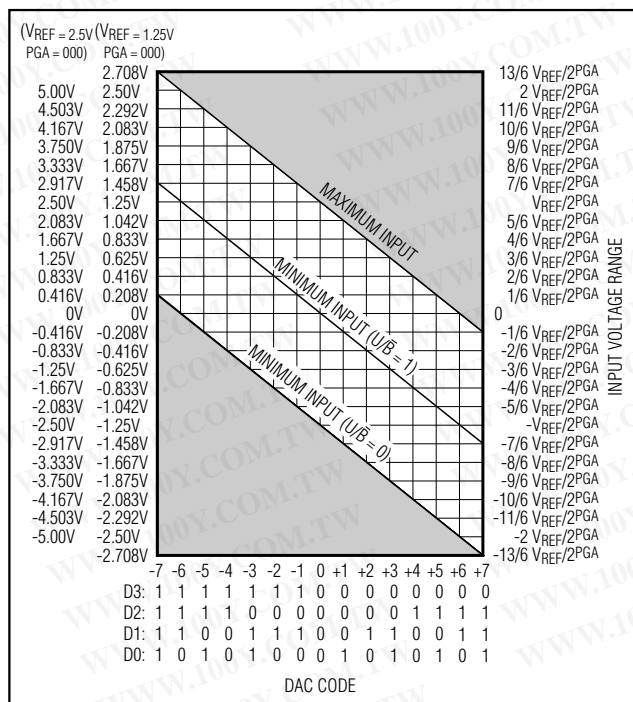 (VREF = 2.5V (VREF = 1.25V
PGA = 000) PGA = 000)
2.708V 13/6 VREF/2PGA
5.00V 2.50V 2 VREF/2PGA
4.503V 2.292V 11/6 VREF/2PGA
4.167V 2.083V 10/6 VREF/2PGA
3.750V 1.875V 9/6 VREF/2PGA
3.333V 1.667V 8/6 VREF/2PGA
2.917V 1.458V 7/6 VREF/2PGA
2.50V 1.25V VREF/2PGA
2.083V 1.042V 5/6 VREF/2PGA
1.667V 0.833V 4/6 VREF/2PGA
1.25V 0.625V 3/6 VREF/2PGA
0.833V 0.416V 2/6 VREF/2PGA
0.416V 0.208V 1/6 VREF/2PGA
0V 0V 0
-0.416V -0.208V -1/6 VREF/2PGA
-0.833V -0.416V -2/6 VREF/2PGA
-1.25V -0.625V -3/6 VREF/2PGA
-1.667V -0.833V -4/6 VREF/2PGA
-2.083V -1.042V -5/6 VREF/2PGA
-2.50V -1.25V -VREF/2PGA
-2.917V -1.458V -7/6 VREF/2PGA
-3.333V -1.667V -8/6 VREF/2PGA
-3.750V -1.875V -9/6 VREF/2PGA
-4.167V -2.083V -10/6 VREF/2PGA
-4.503V -2.292V -11/6 VREF/2PGA
-5.00V -2.50V -2 VREF/2PGA
-2.708V -13/6 VREF/2PGA
MAXIMUM INPUT
MINIMUM INPUT (U/B̄ = 1)
MINIMUM INPUT (U/B̄ = 0)
INPUT VOLTAGE RANGE
-7 -6 -5 -4 -3 -2 -1 0 +1 +2 +3 +4 +5 +6 +7
D3: 1 1 1 1 1 1 1 0 0 0 0 0 0 0 0
D2: 1 1 1 1 0 0 0 0 0 0 0 1 1 1 1
D1: 1 1 0 0 1 1 0 0 0 1 1 0 0 1 1
D0: 1 0 1 0 1 0 1 0 1 0 1 0 1 0 1
DAC CODE
WWW.100Y.COM.TW